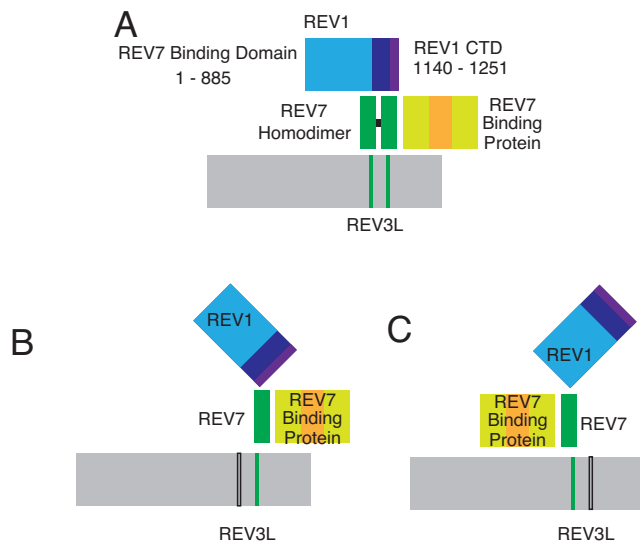 A
REV1
REV7 Binding Domain
1 - 885
REV1 CTD
1140 - 1251
REV7
Homodimer
REV7
Binding
Protein
REV3L
B
REV1
REV7
REV7
Binding
Protein
REV3L
C
REV1
REV7
Binding
Protein
REV7
REV3L